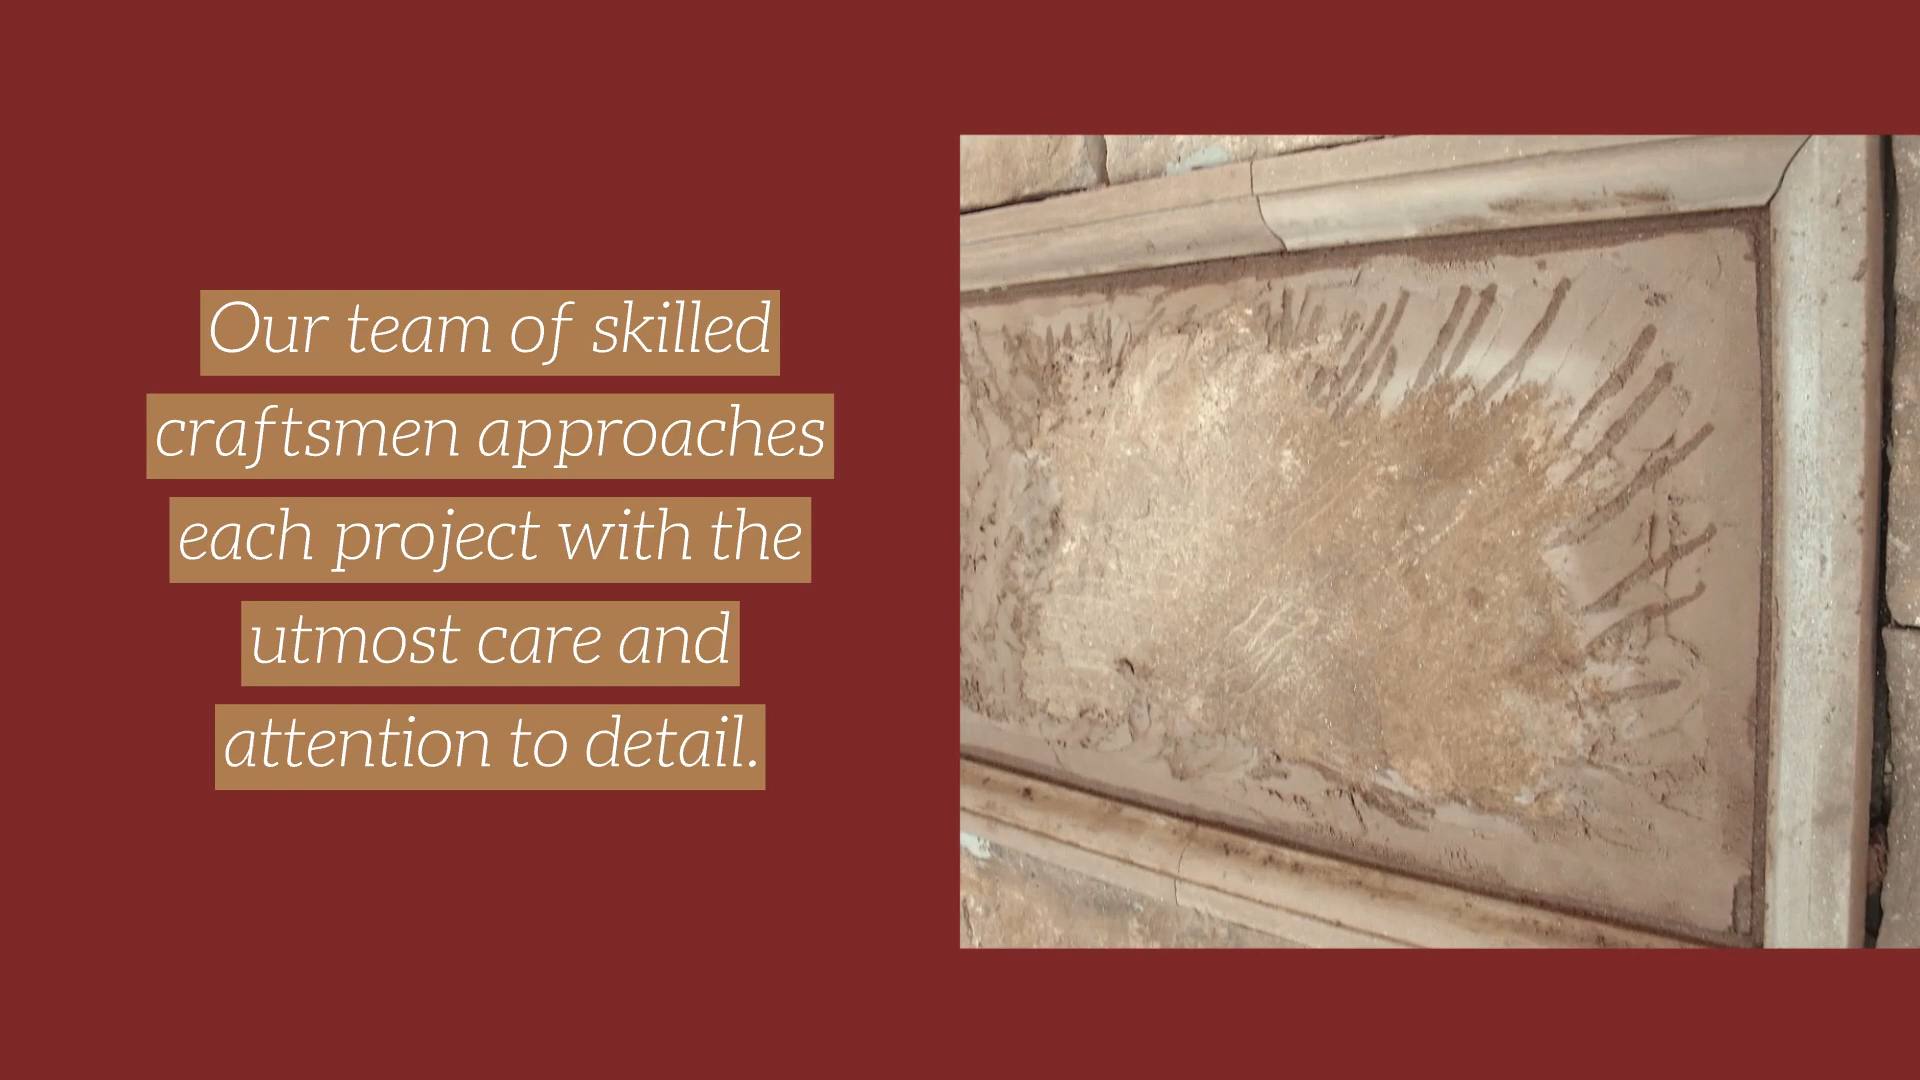 Our team of skilled
craftsmen approaches
each project with the
utmost care and
attention to detail.